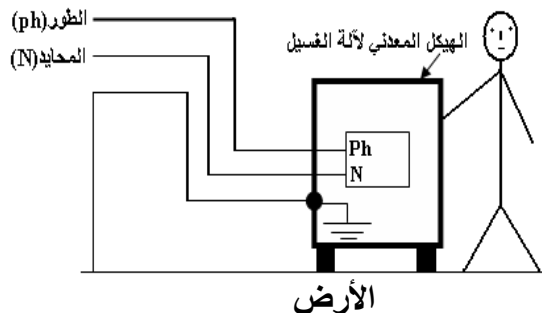 الطور(ph)
المحايد(N)
الهيكل المعدني لآلة الغسيل
Ph
N
الأرض